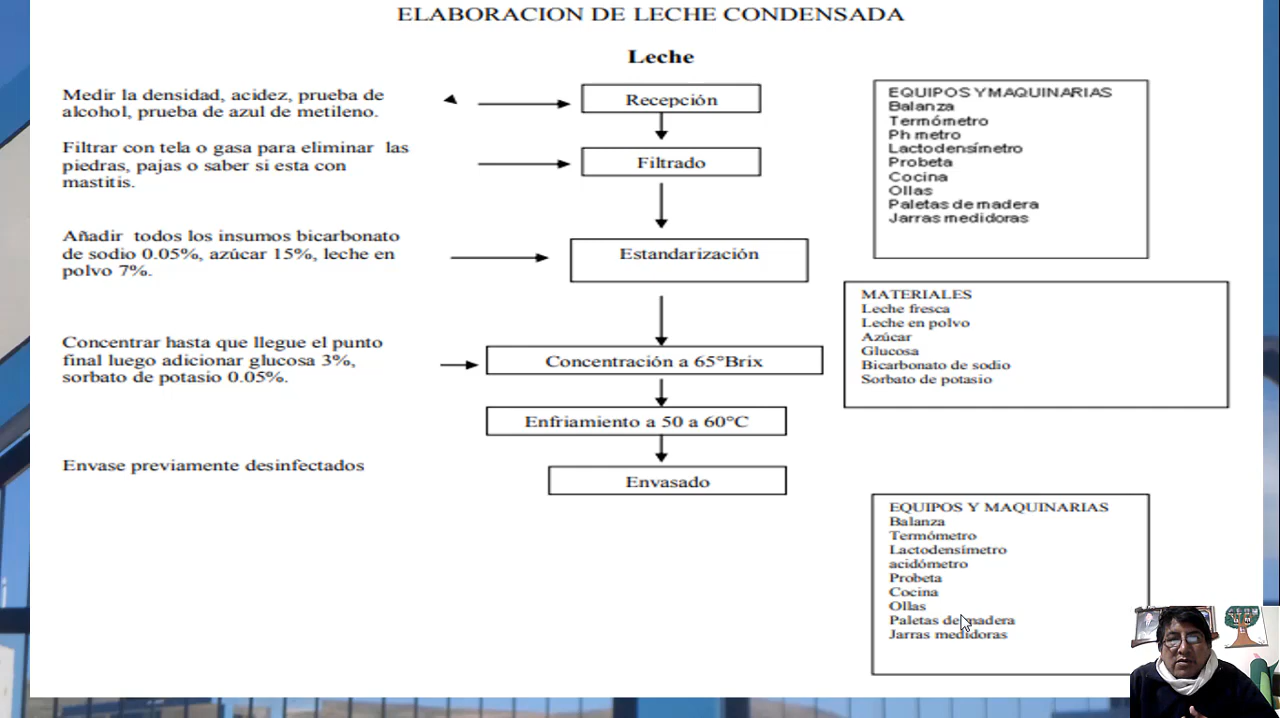 ELABORACION DE LECHE CONDENSADA
Leche
Medir la densidad, acidez, prueba de
alcohol, prueba de azul de metileno.
Recepción
Filtrar con tela o gasa para eliminar las
piedras, pajas o saber si esta con
mastitis.
Filtrado
Añadir todos los insumos bicarbonato
de sodio 0.05%, azúcar 15%, leche en
polvo 7%.
Estandarización
Concentrar hasta que llegue el punto
final luego adicionar glucosa 3%,
sorbato de potasio 0.05%.
Concentración a 65°Brix
Enfriamiento a 50 a 60°C
Envase previamente desinfectados
Envasado
EQUIPOS Y MAQUINARIAS
Balanza
Termómetro
Ph metro
Lactodensímetro
Probeta
Cocina
Ollas
Paletas de madera
Jarras medidoras
MATERIALES
Leche fresca
Leche en polvo
Azúcar
Glucosa
Bicarbonato de sodio
Sorbato de potasio
EQUIPOS Y MAQUINARIAS
Balanza
Termómetro
Lactodensímetro
acidómetro
Probeta
Cocina
Ollas
Paletas de madera
Jarras medidoras